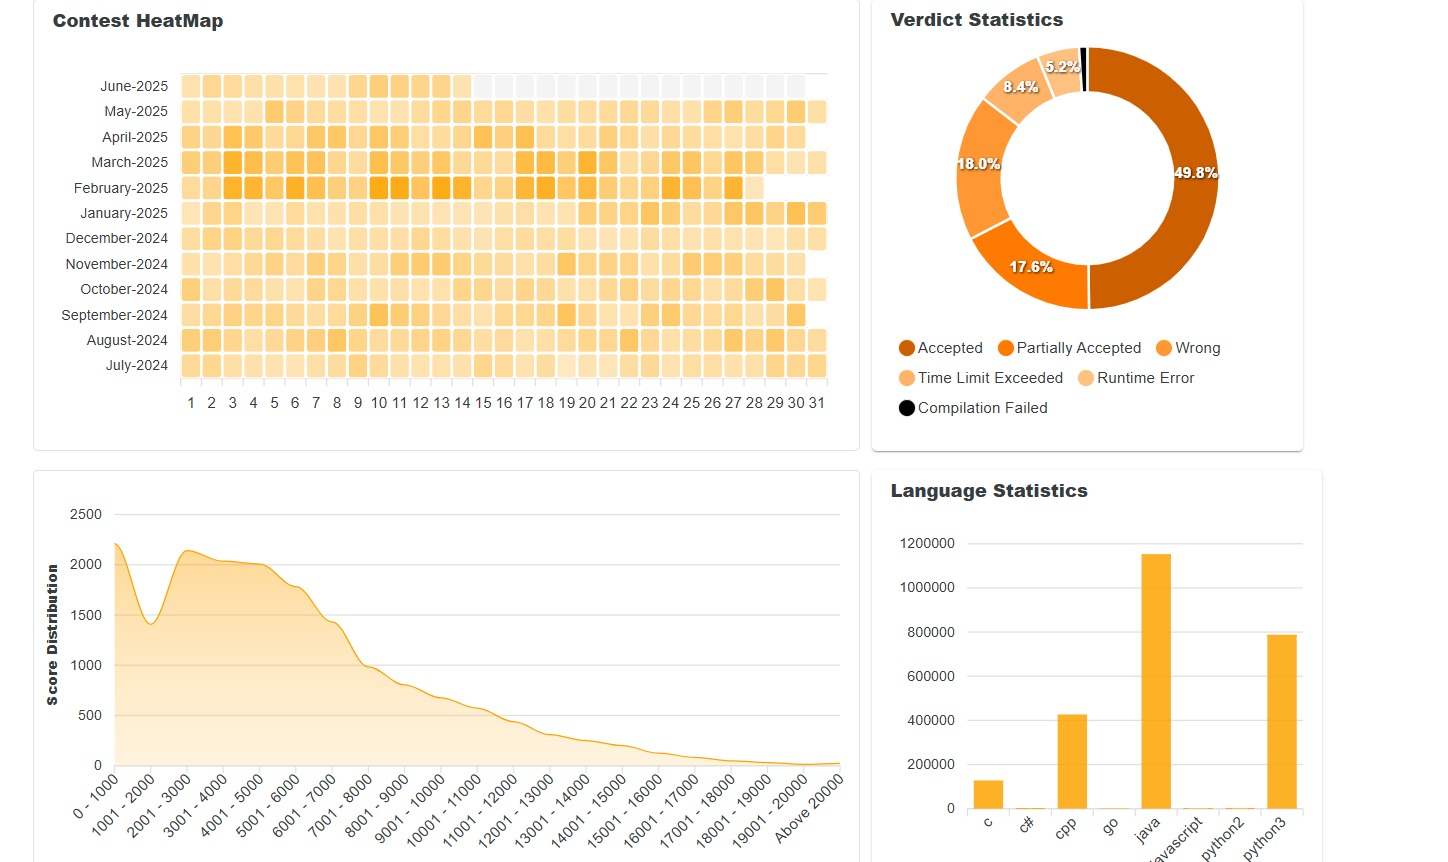 Contest HeatMap
June-2025
May-2025
April-2025
March-2025
February-2025
January-2025
December-2024
November-2024
October-2024
September-2024
August-2024
July-2024
1 2 3 4 5 6 7 8 9 10 11 12 13 14 15 16 17 18 19 20 21 22 23 24 25 26 27 28 29 30 31
Verdict Statistics
5.2%
8.4%
18.0%
49.8%
17.6%
Accepted Partially Accepted Wrong
Time Limit Exceeded Runtime Error
Compilation Failed
Score Distribution
2500
2000
1500
1000
500
0
0 - 1000
1001 - 2000
2001 - 3000
3001 - 4000
4001 - 5000
5001 - 6000
6001 - 7000
7001 - 8000
8001 - 9000
9001 - 10000
10001 - 11000
11001 - 12000
12001 - 13000
13001 - 14000
14001 - 15000
15001 - 16000
16001 - 17000
17001 - 18000
18001 - 19000
19001 - 20000
Above 20000
Language Statistics
1200000
1000000
800000
600000
400000
200000
0
c
c#
cpp
go
java
avascript
python2
python3